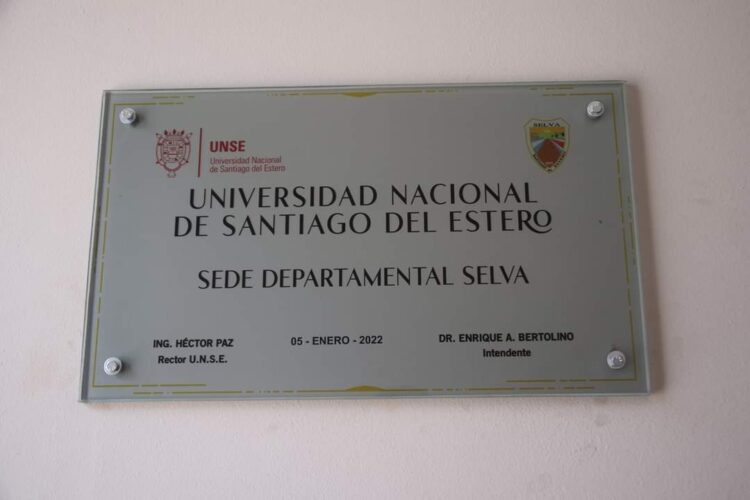 UNSE
Universidad Nacional
de Santiago del Estero
SELVA
UNIVERSIDAD NACIONAL
DE SANTIAGO DEL ESTERO
SEDE DEPARTAMENTAL SELVA
ING. HÉCTOR PAZ
Rector U.N.S.E.
05 - ENERO - 2022
DR. ENRIQUE A. BERTOLINO
Intendente